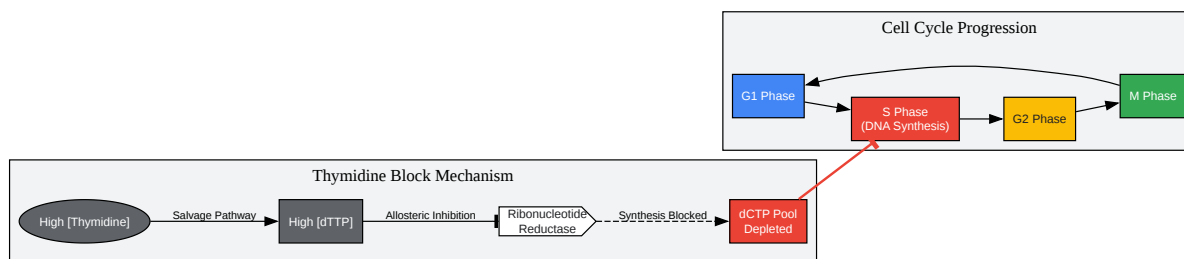 Cell Cycle Progression
G1 Phase
S Phase
(DNA Synthesis)
G2 Phase
M Phase
Thymidine Block Mechanism
High [Thymidine]
Salvage Pathway
High [dTTP]
Allosteric Inhibition
Ribonucleotide
Reductase
Synthesis Blocked
dCTP Pool
Depleted